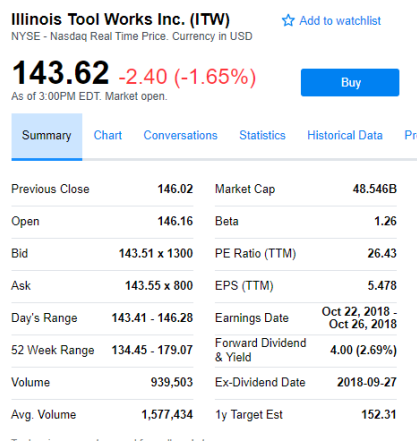 Illinois Tool Works Inc. (ITW)
Add to watchlist
NYSE - Nasdaq Real Time Price. Currency in USD
143.62 -2.40 (-1.65%)
As of 3:00PM EDT. Market open.
Buy
Summary Chart Conversations Statistics Historical Data
Previous Close 146.02
Open 146.16
Bid 143.51 x 1300
Ask 143.55 x 800
Day's Range 143.41 - 146.28
52 Week Range 134.45 - 179.07
Volume 939,503
Avg. Volume 1,577,434
Market Cap 48.546B
Beta 1.26
PE Ratio (TTM) 26.43
EPS (TTM) 5.478
Earnings Date Oct 22, 2018 -
Oct 26, 2018
Forward Dividend
& Yield 4.00 (2.69%)
Ex-Dividend Date 2018-09-27
1y Target Est 152.31